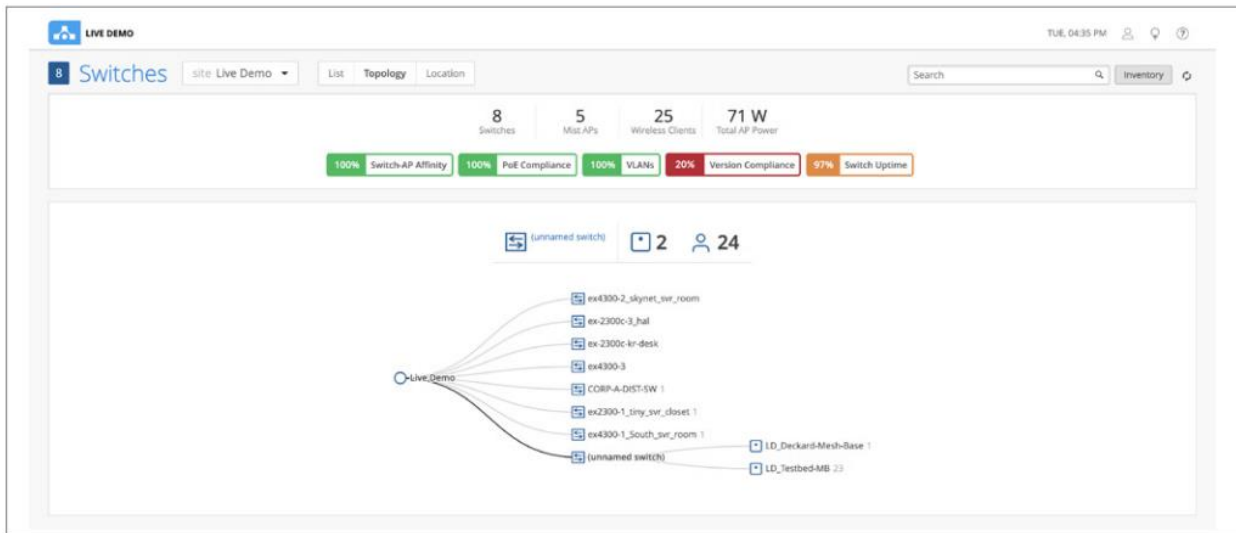 LIVE DEMO TUE, 04:35 PM
8 Switches site Live Demo List Topology Location Search Inventory
8 5 25 71 W
Switches Mist APs Wireless Clients Total AP Power
100% Switch-AP Affinity 100% PoE Compliance 100% VLANs 20% Version Compliance 97% Switch Uptime
(unnamed switch) 2 24
ex4300-2_skynet_svr_room
ex-2300c-3_hal
ex-2300c-kr-desk
ex4300-3
Live Demo
CORP-A-DIST-SW 1
ex2300-1_tiny_svr_closet 1
ex4300-1_South_svr_room 1
LD_Deckard-Mesh-Base 1
(unnamed switch)
LD_Testbed-MB 23